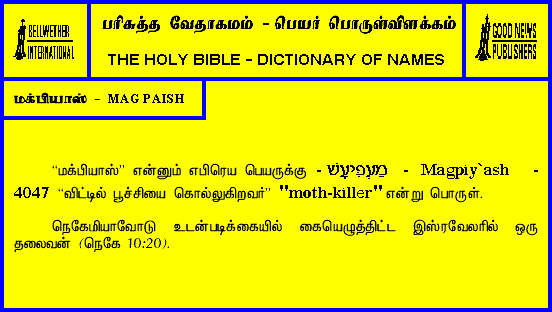 BELLWETHER
INTERNATIONAL
பரிசுத்த வேதாகமம் - பெயர் பொருள்விளக்கம்
THE HOLY BIBLE - DICTIONARY OF NAMES
GOOD NEWS
PUBLISHERS
மக்பியாஸ் - MAGPAISH
“மக்பியாஸ்” என்னும் எபிரெய பெயருக்கு - מַגְפִּיעָשׁ - Magpiy`ash -
4047 “விட்டில் பூச்சியை கொல்லுகிறவர்” "moth-killer" என்று பொருள்.
நெகேமியாவோடு உடன்படிக்கையில் கையெழுத்திட்ட இஸ்ரவேலரில் ஒரு
தலைவன் (நெகே 10:20).